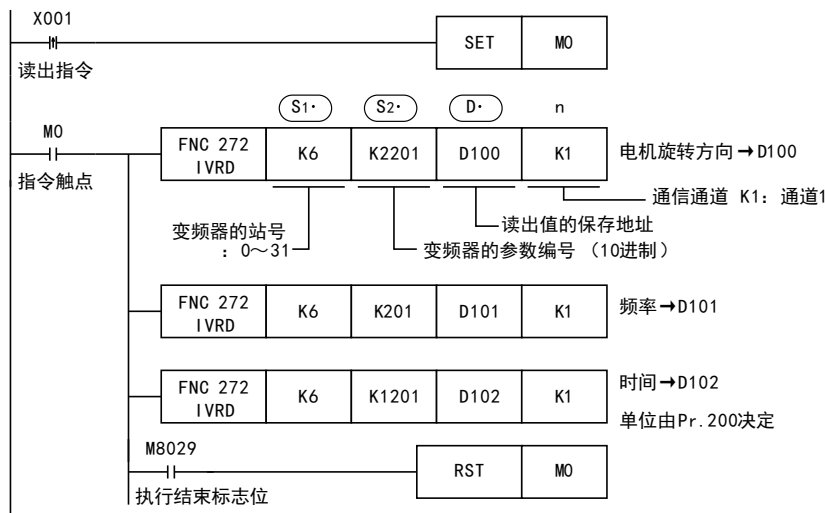 X001
SET M0
读出指令
S1· S2· D· n
M0
FNC 272 IVRD K6 K2201 D100 K1 电机旋转方向→D100
指令触点
通信通道 K1：通道1
读出值的保存地址
变频器的站号
：0～31
变频器的参数编号 （10进制）
FNC 272 IVRD K6 K201 D101 K1 频率→D101
FNC 272 IVRD K6 K1201 D102 K1 时间→D102
单位由Pr.200决定
M8029
RST M0
执行结束标志位